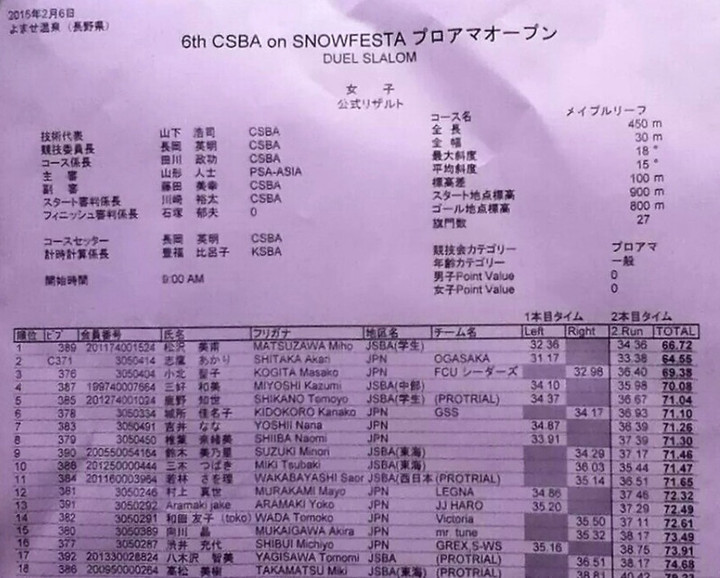 2015年2月6日
よませ温泉（長野県）
6th CSBA on SNOWFESTA プロアマオープン
DUEL SLALOM
女 子
公式リザルト
技術代表 山下 浩司 CSBA
競技委員長 長岡 英明 CSBA
コース係長 田川 政功 CSBA
主 審 山形 人士 PSA-ASIA
副 審 藤田 美幸 CSBA
スタート審判係長 川崎 裕太 CSBA
フィニッシュ審判係長 石塚 郁夫 0
コースセッター 長岡 英明 CSBA
計時計算係長 豊福 比呂子 KSBA
開始時間 9:00 AM
コース名 メイプルリーフ
全 長 450 m
全 幅 30 m
最大斜度 18 °
平均斜度 15 °
標高差 100 m
スタート地点標高 900 m
ゴール地点標高 800 m
旗門数 27
競技会カテゴリー プロアマ
年齢カテゴリー 一般
男子Point Value 0
女子Point Value 0
1本目タイム 2本目タイム
順位 ビブ 会員番号 氏名 フリガナ 地区名 チーム名 Left Right 2.Run TOTAL
1 389 201174001524 松沢 美甫 MATSUZAWA Miho JSBA(学生) 32.36 34.36 66.72
2 C371 3050414 志鷹 あかり SHITAKA Akari JPN OGASAKA 31.17 33.38 64.55
3 376 3050404 小北 聖子 KOGITA Masako JPN FCU シーダーズ 32.98 36.40 69.38
4 387 199740007664 三好 和美 MIYOSHI Kazumi JSBA(中部) 34.10 35.98 70.08
5 385 201274001024 鹿野 知世 SHIKANO Tomoyo JSBA(学生) (PROTRIAL) 34.37 36.67 71.04
6 378 3050334 城所 佳名子 KIDOKORO Kanako JPN GSS 34.17 36.93 71.10
7 383 3050491 吉井 なな YOSHII Nana JPN 34.87 36.39 71.26
8 379 3050450 椎葉 奈緒美 SHIIBA Naomi JPN 33.91 37.39 71.30
9 390 200550054164 鈴木 美乃里 SUZUKI Minori JSBA(東海) 34.29 37.17 71.46
10 388 201250000444 三木 つばき MIKI Tsubaki JSBA(東海) 36.03 35.44 71.47
11 384 201160003964 若林 さを理 WAKABAYASHI Saor JSBA(西日本 (PROTRIAL) 35.14 36.51 71.65
12 381 3050246 村上 真世 MURAKAMI Mayo JPN LEGNA 34.86 37.46 72.32
13 391 3050292 Aramaki jake ARAMAKI Yoko JPN JJ HARO 35.20 37.29 72.49
14 382 3050291 和田 友子 (toko) WADA Tomoko JPN Victoria 35.50 37.11 72.61
15 380 3050389 向川 晶 MUKAIGAWA Akira JPN mr. tune 35.32 38.17 73.49
16 377 3050287 渋井 充代 SHIBUI Michiyo JPN GREX S-WS 35.16 38.75 73.91
17 392 201330028824 八木沢 智美 YAGISAWA Tomomi JSBA (PROTRIAL) 36.51 38.17 74.68
18 386 200950000264 高松 美樹 TAKAMATSU Miki JSBA(東海) (PROTRIAL)